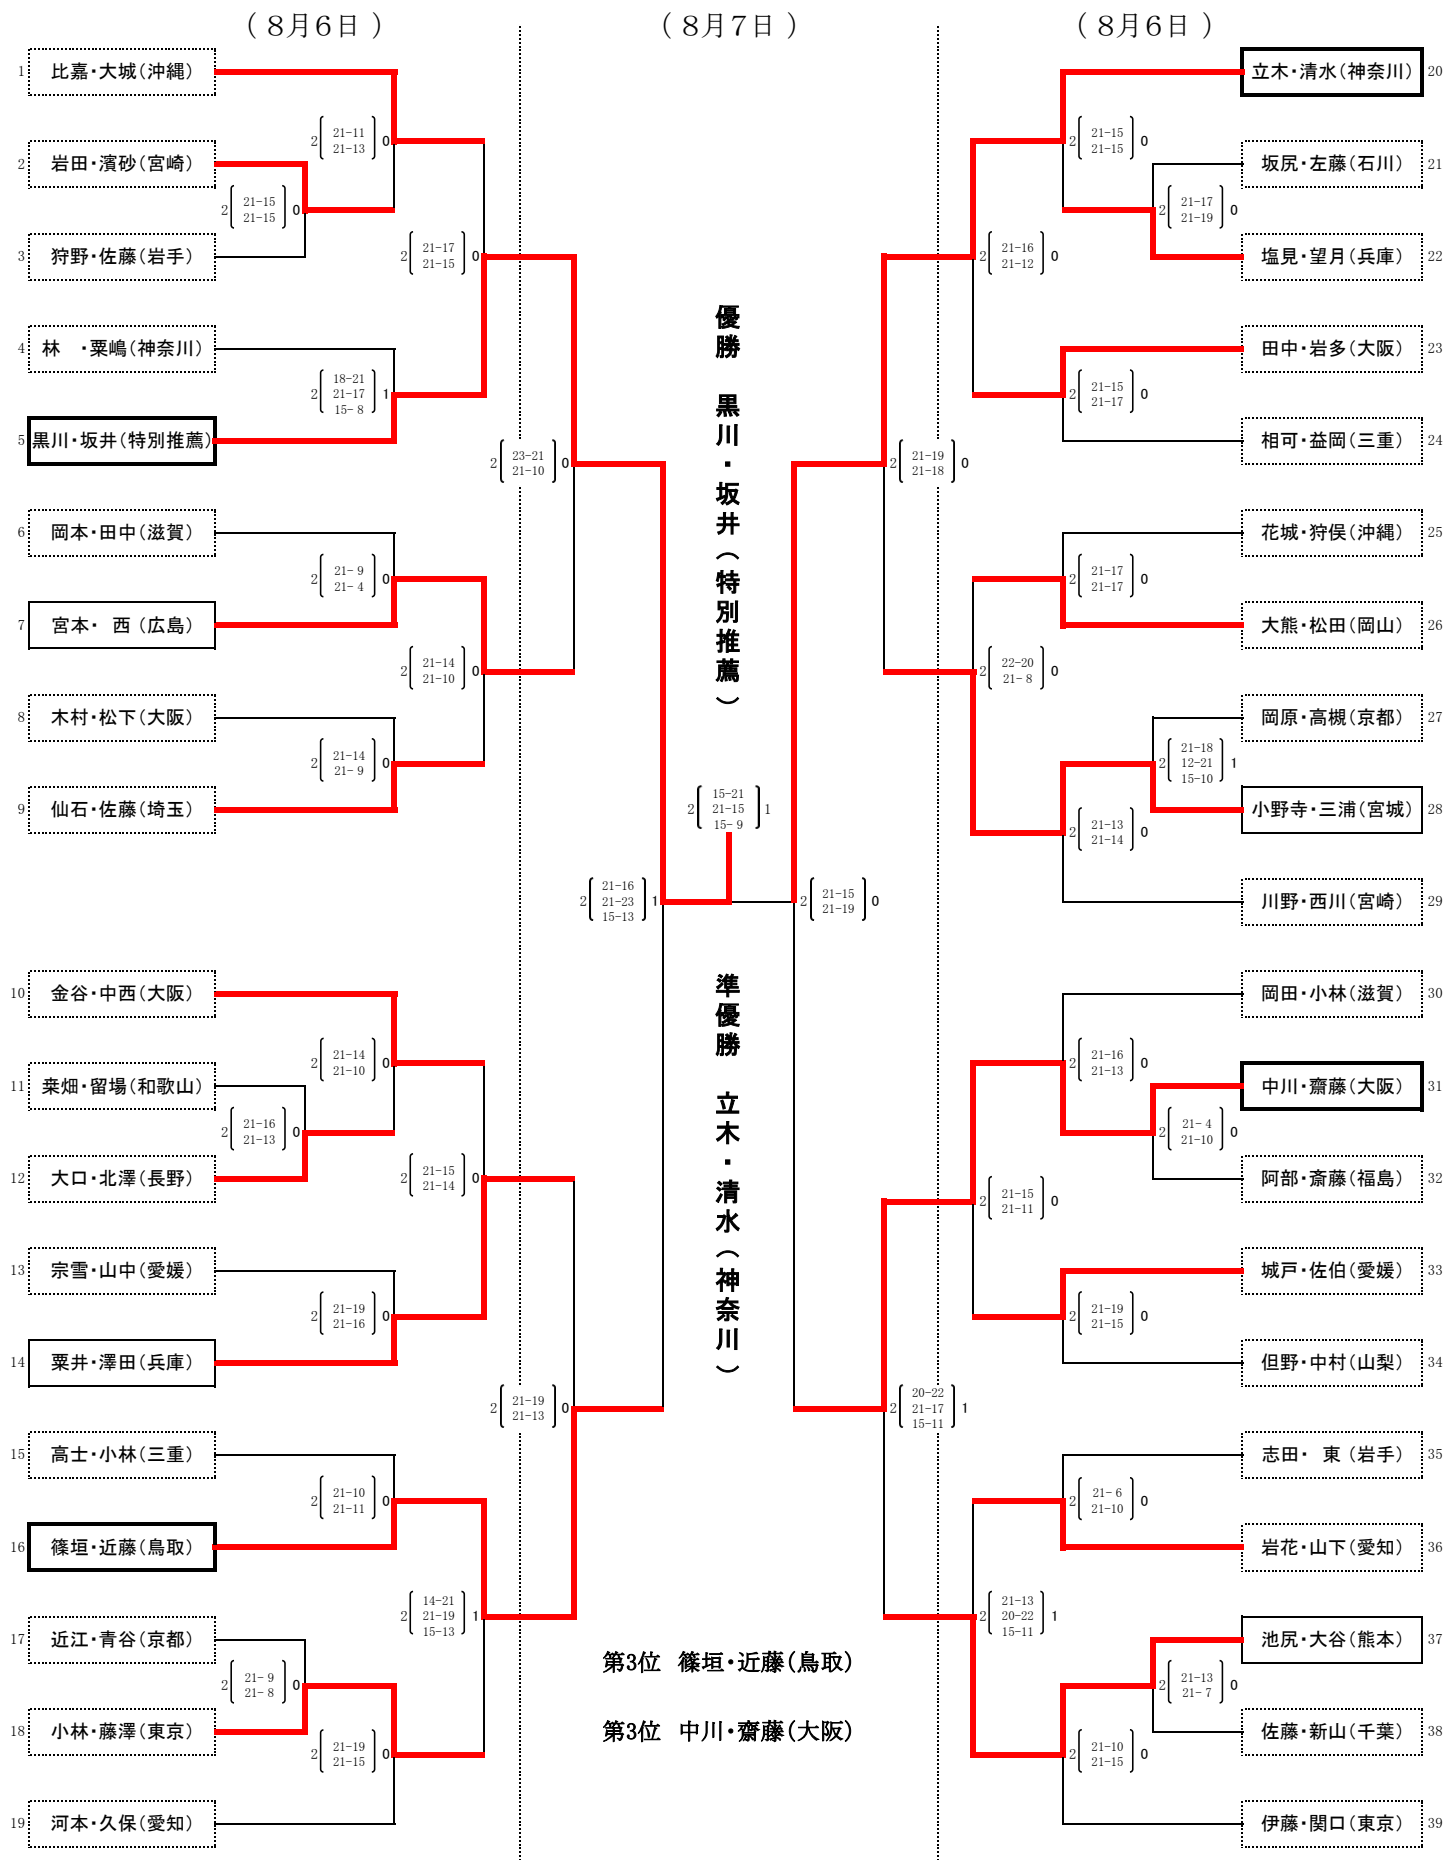 (８月６日)
(８月７日)
(８月６日)
1 比嘉・大城(沖縄)
2 岩田・濱砂(宮崎)
3 狩野・佐藤(岩手)
4 林　・粟嶋(神奈川)
5 黒川・坂井(特別推薦)
6 岡本・田中(滋賀)
7 宮本・　西(広島)
8 木村・松下(大阪)
9 仙石・佐藤(埼玉)
10 金谷・中西(大阪)
11 桒畑・留場(和歌山)
12 大口・北澤(長野)
13 宗雪・山中(愛媛)
14 粟井・澤田(兵庫)
15 高士・小林(三重)
16 篠垣・近藤(鳥取)
17 近江・青谷(京都)
18 小林・藤澤(東京)
19 河本・久保(愛知)
2 21-11 0
21-13
2 21-15 0
21-15
2 21-17 0
21-15
2 18-21 1
21-17
15- 8
2 23-21 0
21-10
2 21- 9 0
21- 4
2 21-14 0
21-10
2 21-14 0
21- 9
2 21-16 1
21-23
15-13
2 21-14 0
21-10
2 21-16 0
21-13
2 21-15 0
21-14
2 21-19 0
21-16
2 21-19 0
21-13
2 21-10 0
21-11
2 14-21 1
21-19
15-13
2 21- 9 0
21- 8
2 21-19 0
21-15
優勝　黒川・坂井(特別推薦)
2 15-21 1
21-15
15- 9
準優勝　立木・清水(神奈川)
第3位　篠垣・近藤(鳥取)
第3位　中川・齋藤(大阪)
2 21-15 0
21-15
2 21-17 0
21-19
2 21-16 0
21-12
2 21-15 0
21-17
2 21-19 0
21-18
2 21-17 0
21-17
2 22-20 0
21- 8
2 21-18 1
12-21
15-10
2 21-13 0
21-14
2 21-15 0
21-19
2 21-16 0
21-13
2 21- 4 0
21-10
2 21-15 0
21-11
2 21-19 0
21-15
2 20-22 1
21-17
15-11
2 21- 6 0
21-10
2 21-13 1
20-22
15-11
2 21-13 0
21- 7
2 21-10 0
21-15
立木・清水(神奈川) 20
坂尻・左藤(石川) 21
塩見・望月(兵庫) 22
田中・岩多(大阪) 23
相可・益岡(三重) 24
花城・狩俣(沖縄) 25
大熊・松田(岡山) 26
岡原・高槻(京都) 27
小野寺・三浦(宮城) 28
川野・西川(宮崎) 29
岡田・小林(滋賀) 30
中川・齋藤(大阪) 31
阿部・斎藤(福島) 32
城戸・佐伯(愛媛) 33
但野・中村(山梨) 34
志田・　東(岩手) 35
岩花・山下(愛知) 36
池尻・大谷(熊本) 37
佐藤・新山(千葉) 38
伊藤・関口(東京) 39